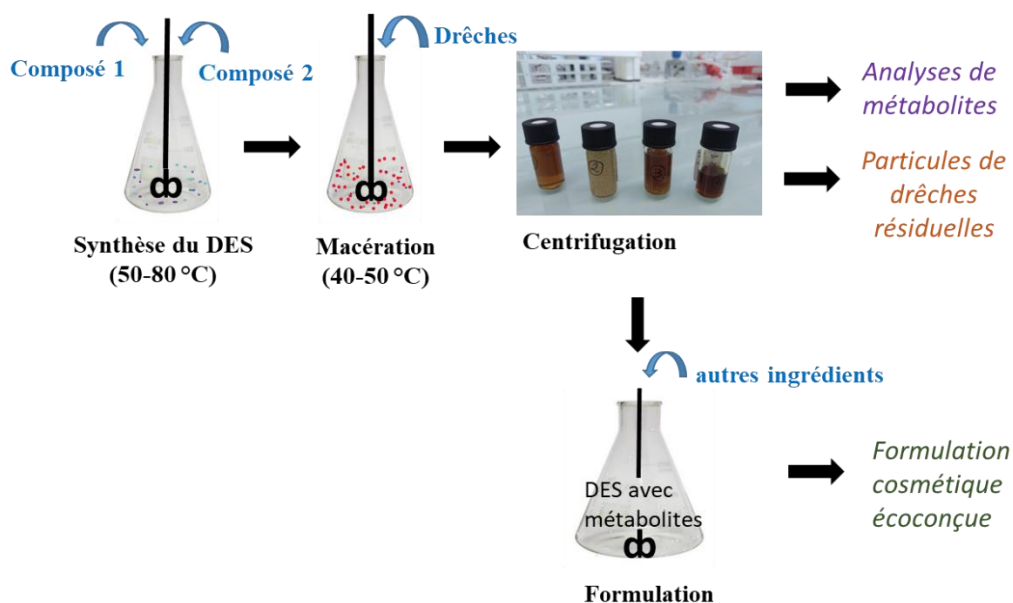 Composé 1
Composé 2
Drêches
Synthèse du DES
(50-80 °C)
Macération
(40-50 °C)
Centrifugation
Analyses de
métabolites
Particules de
drêches
résiduelles
autres ingrédients
DES avec
métabolites
Formulation
Formulation
cosmétique
écoconçue